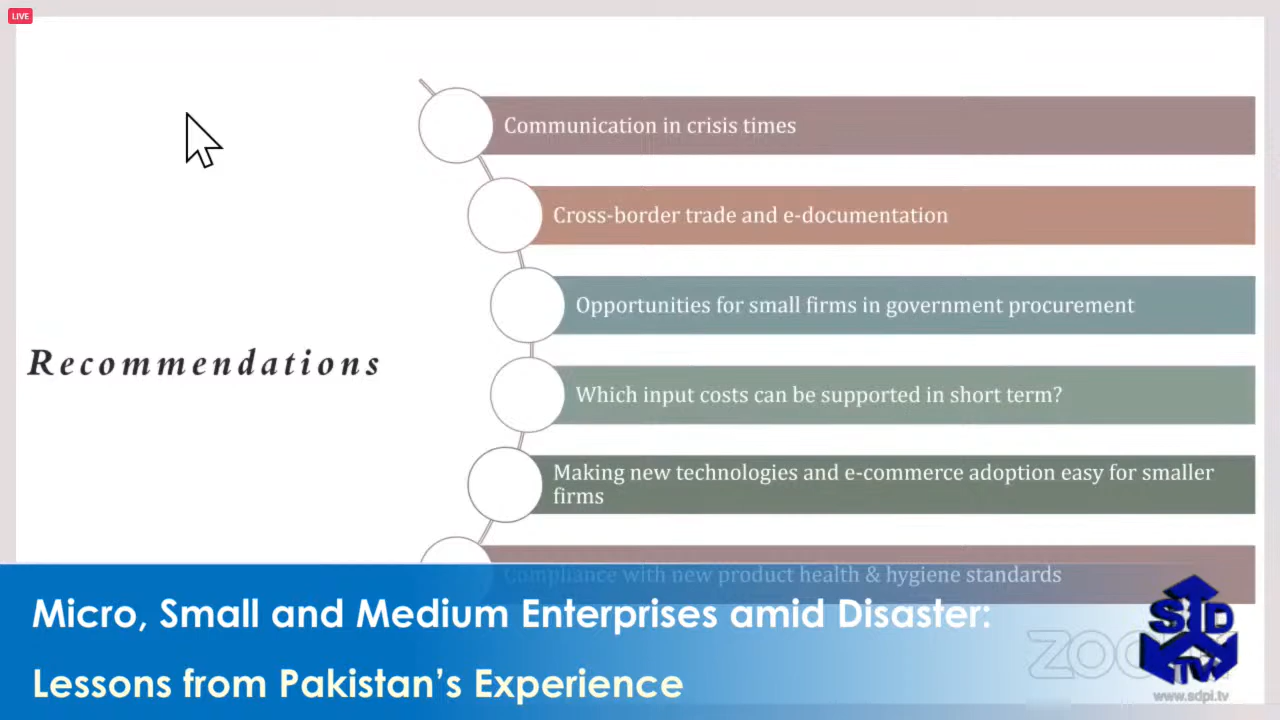 LIVE
Communication in crisis times
Cross-border trade and e-documentation
Opportunities for small firms in government procurement
Recommendations
Which input costs can be supported in short term?
Making new technologies and e-commerce adoption easy for smaller
firms
Compliance with new product health & hygiene standards
Micro, Small and Medium Enterprises amid Disaster:
Lessons from Pakistan’s Experience
SD
TV
www.sdpi.tv